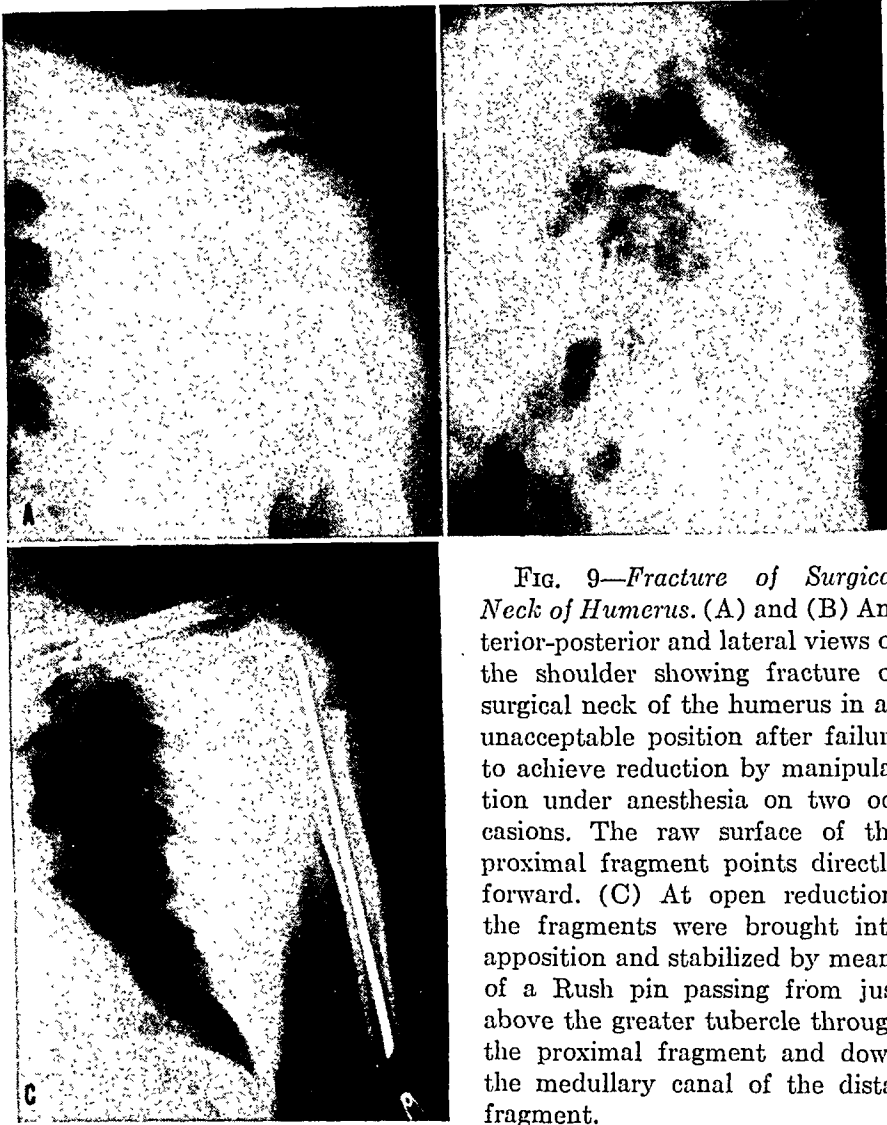 A
C
FIG. 9—Fracture of Surgica
Neck of Humerus. (A) and (B) An
terior-posterior and lateral views o
the shoulder showing fracture o
surgical neck of the humerus in a
unacceptable position after failur
to achieve reduction by manipula
tion under anesthesia on two oc
casions. The raw surface of th
proximal fragment points directl
forward. (C) At open reduction
the fragments were brought int
apposition and stabilized by mean
of a Rush pin passing from jus
above the greater tubercle throug
the proximal fragment and dow
the medullary canal of the dista
fragment.